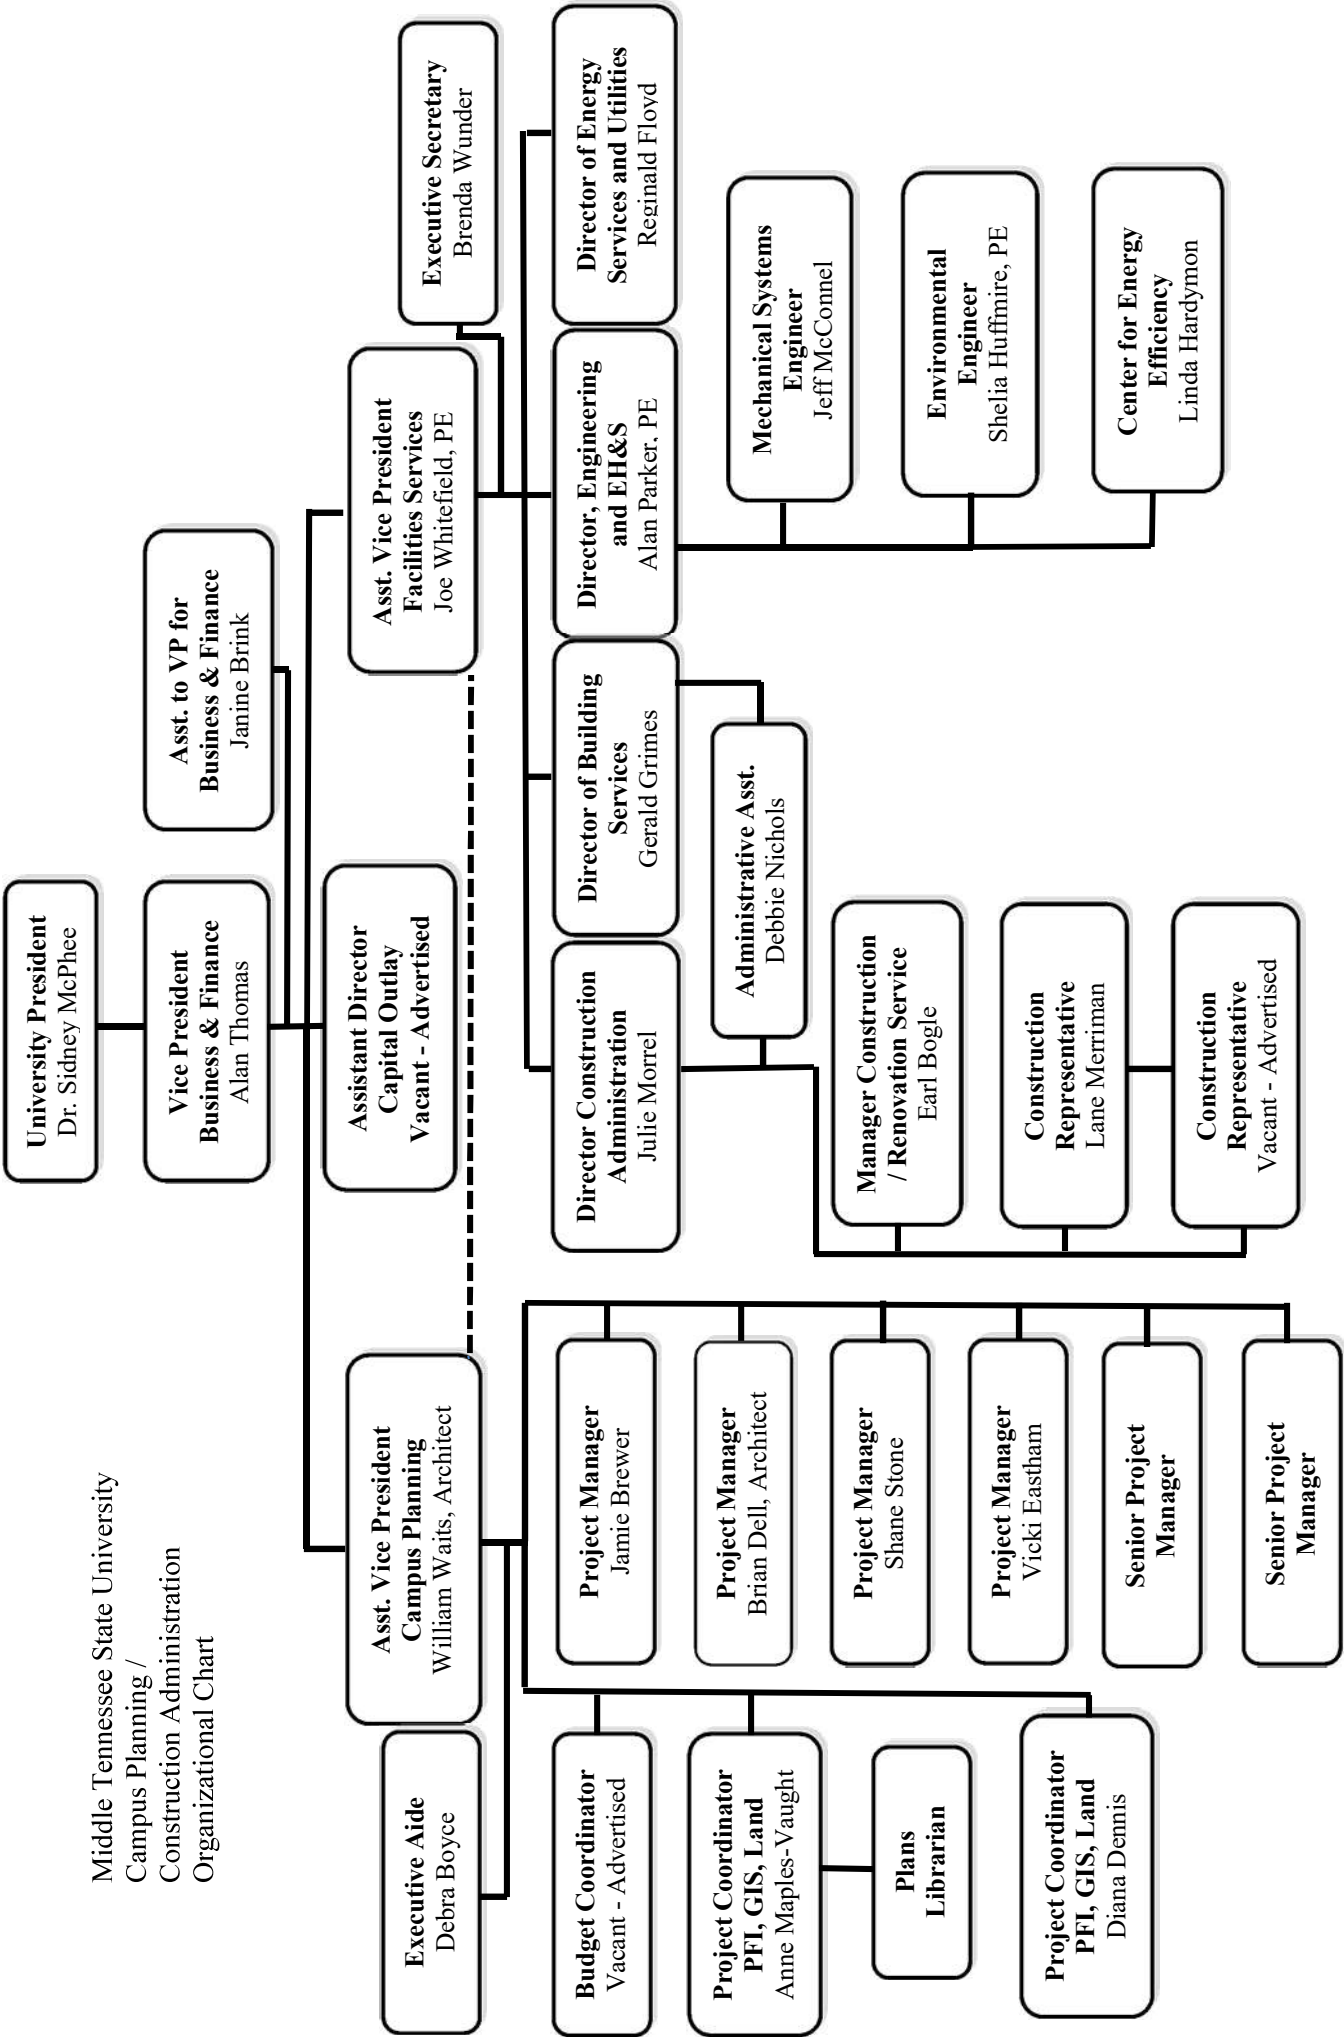 Middle Tennessee State University
Campus Planning /
Construction Administration
Organizational Chart
University President
Dr. Sidney McPhee
Vice President
Business & Finance
Alan Thomas
Asst. to VP for
Business & Finance
Janine Brink
Asst. Vice President
Campus Planning
William Waits, Architect
Assistant Director
Capital Outlay
Vacant - Advertised
Asst. Vice President
Facilities Services
Joe Whitefield, PE
Executive Aide
Debra Boyce
Executive Secretary
Brenda Wunder
Budget Coordinator
Vacant - Advertised
Project Coordinator
PFI, GIS, Land
Anne Maples-Vaught
Plans
Librarian
Project Coordinator
PFI, GIS, Land
Diana Dennis
Project Manager
Jamie Brewer
Project Manager
Brian Dell, Architect
Project Manager
Shane Stone
Project Manager
Vicki Eastham
Senior Project
Manager
Senior Project
Manager
Director Construction
Administration
Julie Morrel
Director of Building
Services
Gerald Grimes
Director, Engineering
and EH&S
Alan Parker, PE
Director of Energy
Services and Utilities
Reginald Floyd
Administrative Asst.
Debbie Nichols
Manager Construction
/ Renovation Service
Earl Bogle
Construction
Representative
Lane Merriman
Construction
Representative
Vacant - Advertised
Mechanical Systems
Engineer
Jeff McConnel
Environmental
Engineer
Shelia Huffmire, PE
Center for Energy
Efficiency
Linda Hardymon